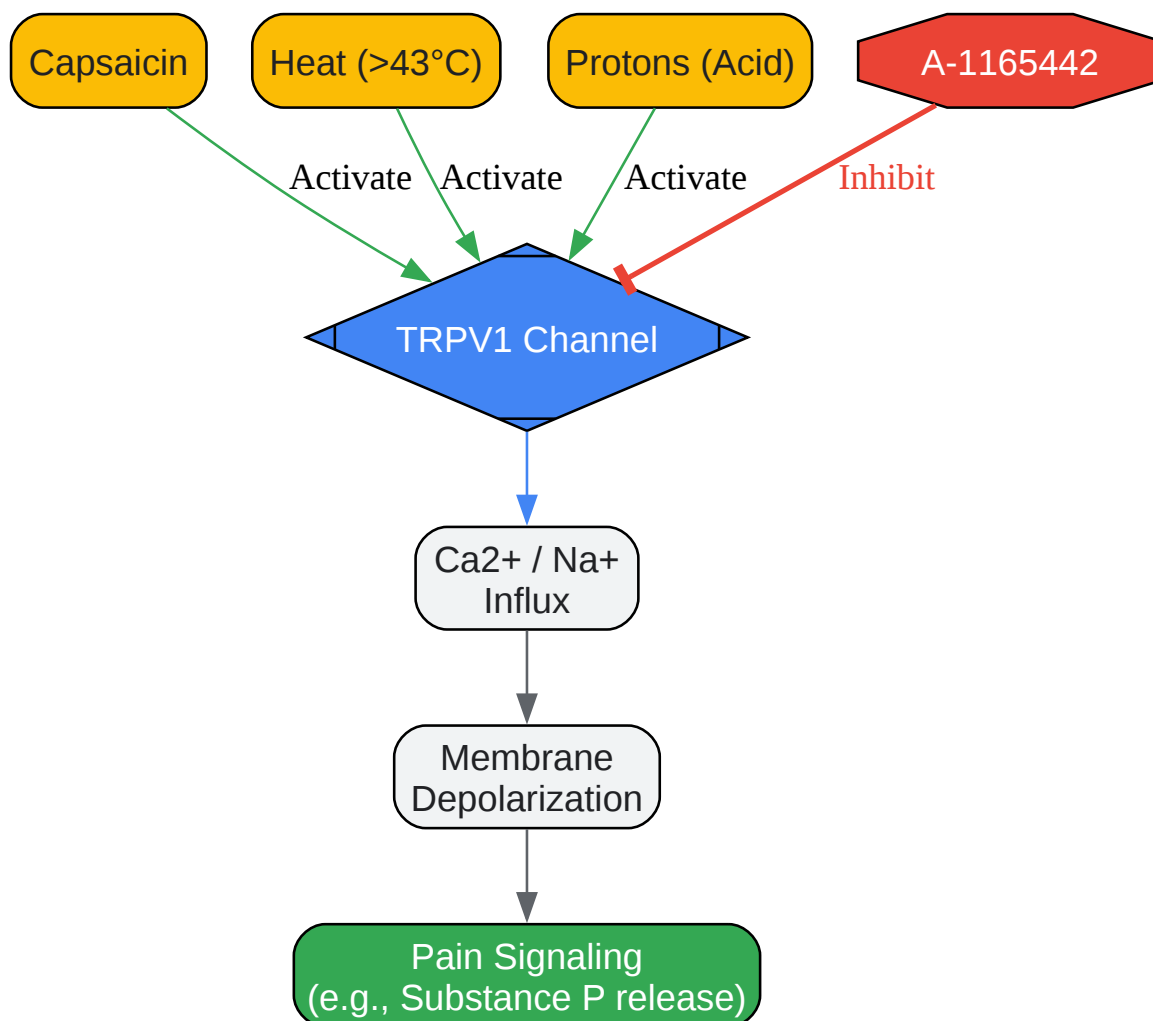 Capsaicin
Heat (>43°C)
Protons (Acid)
A-1165442
Activate
Activate
Activate
Inhibit
TRPV1 Channel
Ca2+ / Na+
Influx
Membrane
Depolarization
Pain Signaling
(e.g., Substance P release)